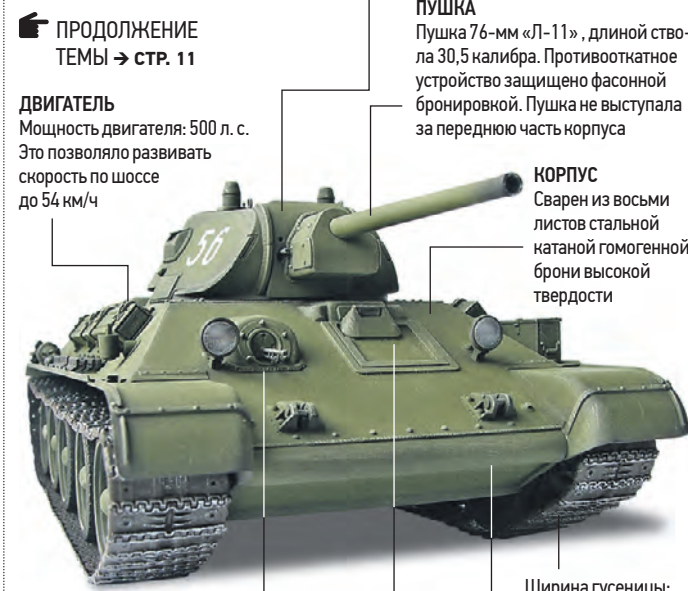 ПРОДОЛЖЕНИЕ
ТЕМЫ → СТР. 11
ДВИГАТЕЛЬ
Мощность двигателя: 500 л. с.
Это позволяло развивать
скорость по шоссе
до 54 км/ч
ПУШКА
Пушка 76-мм «Л-11» , длиной ство-
ла 30,5 калибра. Противооткатное
устройство защищено фасонной
бронировкой. Пушка не выступала
за переднюю часть корпуса
КОРПУС
Сварен из восьми
листов стальной
катаной гомогенной
брони высокой
твердости
56
Ширина гусеницы: